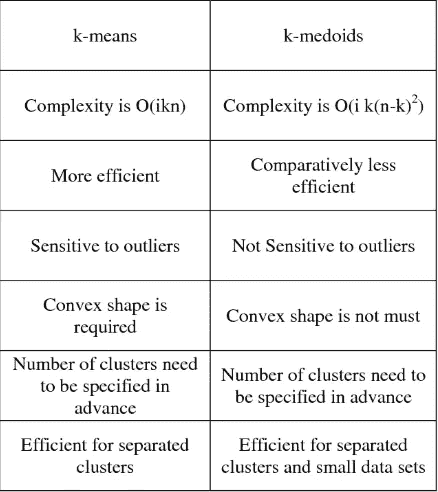 k-means
k-medoids
Complexity is O(ikn)
Complexity is O(i k(n-k)²)
More efficient
Comparatively less
efficient
Sensitive to outliers
Not Sensitive to outliers
Convex shape is
required
Convex shape is not must
Number of clusters need
to be specified in
advance
Number of clusters need to
be specified in advance
Efficient for separated
clusters
Efficient for separated
clusters and small data sets